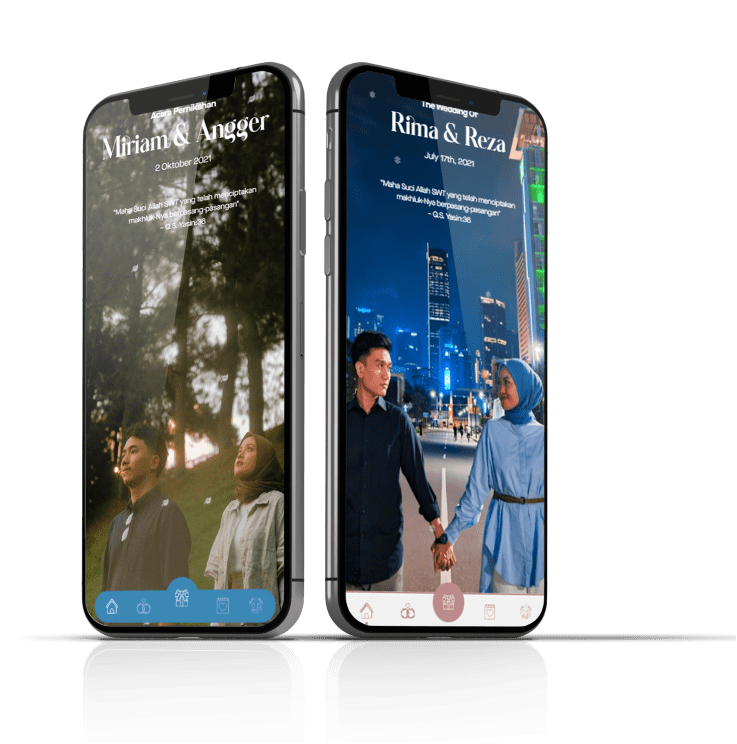 Acara Pernikahan
Miriam & Angger
2 Oktober 2021
"Maha Suci Allah SWT yang telah menciptakan
makhluk-Nya berpasang-pasangan"
- Q.S. Yasin:36
The Wedding Of
Rima & Reza
July 17th, 2021
"Maha Suci Allah SWT yang telah menciptakan
makhluk-Nya berpasang-pasangan"
- Q.S. Yasin:36